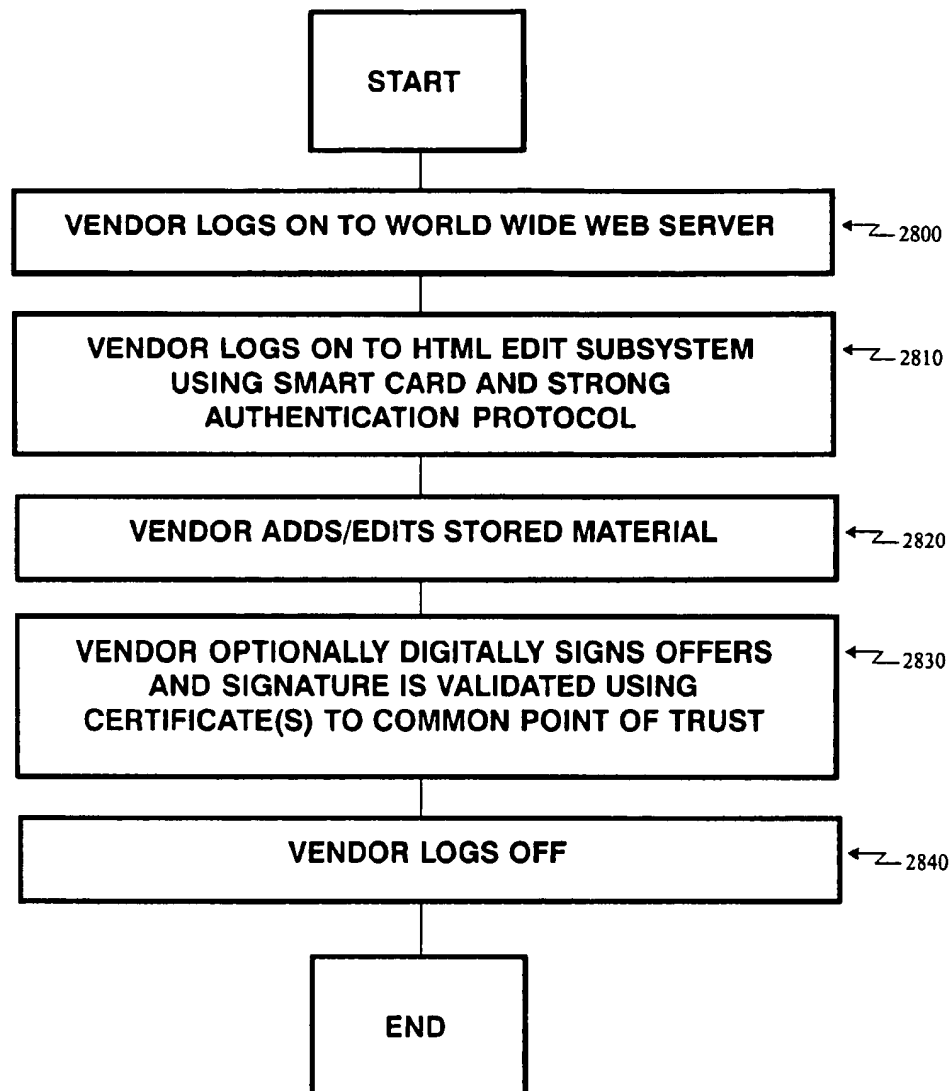 START
VENDOR LOGS ON TO WORLD WIDE WEB SERVER
2800
VENDOR LOGS ON TO HTML EDIT SUBSYSTEM
USING SMART CARD AND STRONG
AUTHENTICATION PROTOCOL
2810
VENDOR ADDS/EDITS STORED MATERIAL
2820
VENDOR OPTIONALLY DIGITALLY SIGNS OFFERS
AND SIGNATURE IS VALIDATED USING
CERTIFICATE(S) TO COMMON POINT OF TRUST
2830
VENDOR LOGS OFF
2840
END